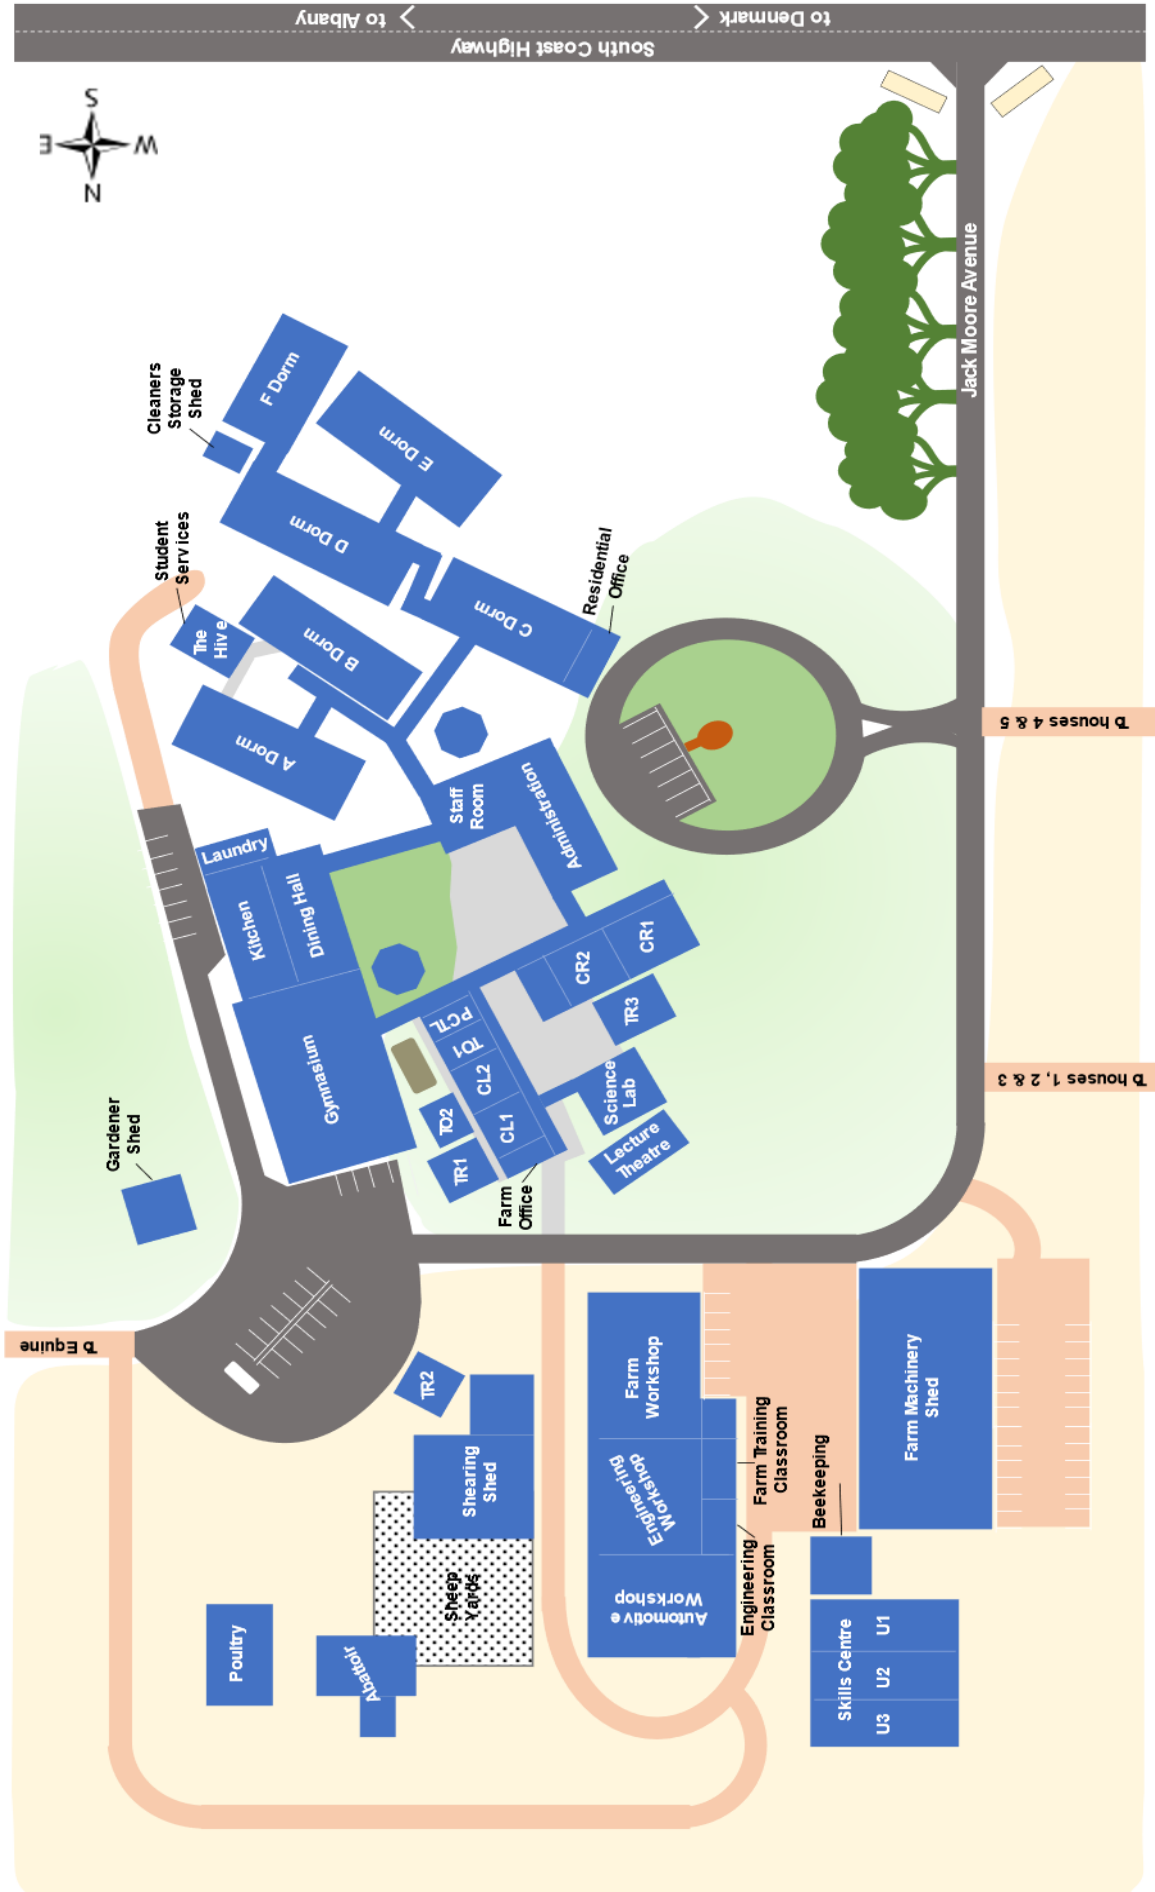 to Albany
to Denmark
South Coast Highway
S
E
W
N
Jack Moore Avenue
Cleaners
Storage
Shed
F Dorm
E Dorm
D Dorm
Student
Services
The
Hive
B Dorm
C Dorm
Residential
Office
A Dorm
Staff
Room
Administration
Laundry
Kitchen
Dining Hall
Gymnasium
To houses 4 & 5
CR1
CR2
TR3
PCTL
TO1
CL2
CL1
TO2
TR1
Science
Lab
Lecture
Theatre
Farm
Office
To houses 1, 2 & 3
Gardener
Shed
To Equine
TR2
Shearing
Shed
Sheep
Yards
Poultry
Abattoir
Farm
Workshop
Engineering
Workshop
Automotive
Workshop
Farm Training
Classroom
Engineering
Classroom
Beekeeping
Farm Machinery
Shed
Skills Centre
U1
U2
U3